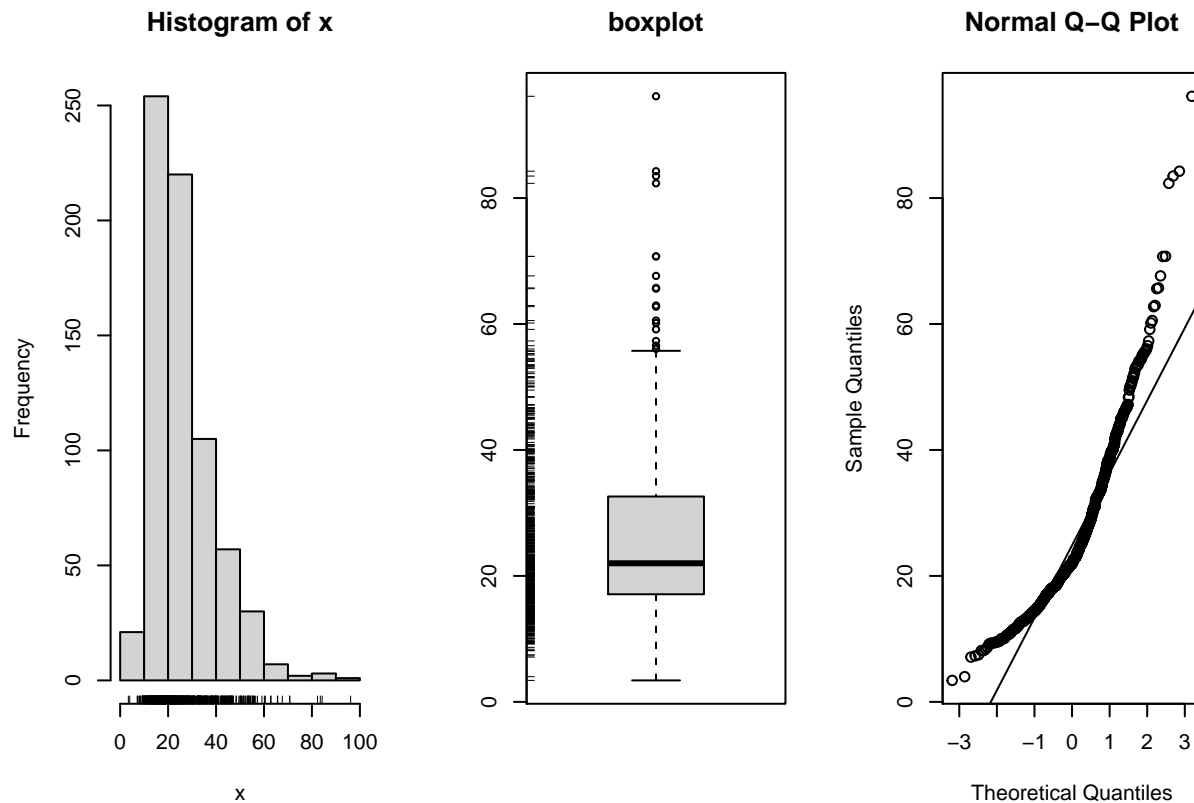 Histogram of x
Frequency
250
200
150
100
50
0
0 20 40 60 80 100
x
boxplot
80
60
40
20
0
Normal Q−Q Plot
Sample Quantiles
80
60
40
20
0
−3 −1 0 1 2 3
Theoretical Quantiles